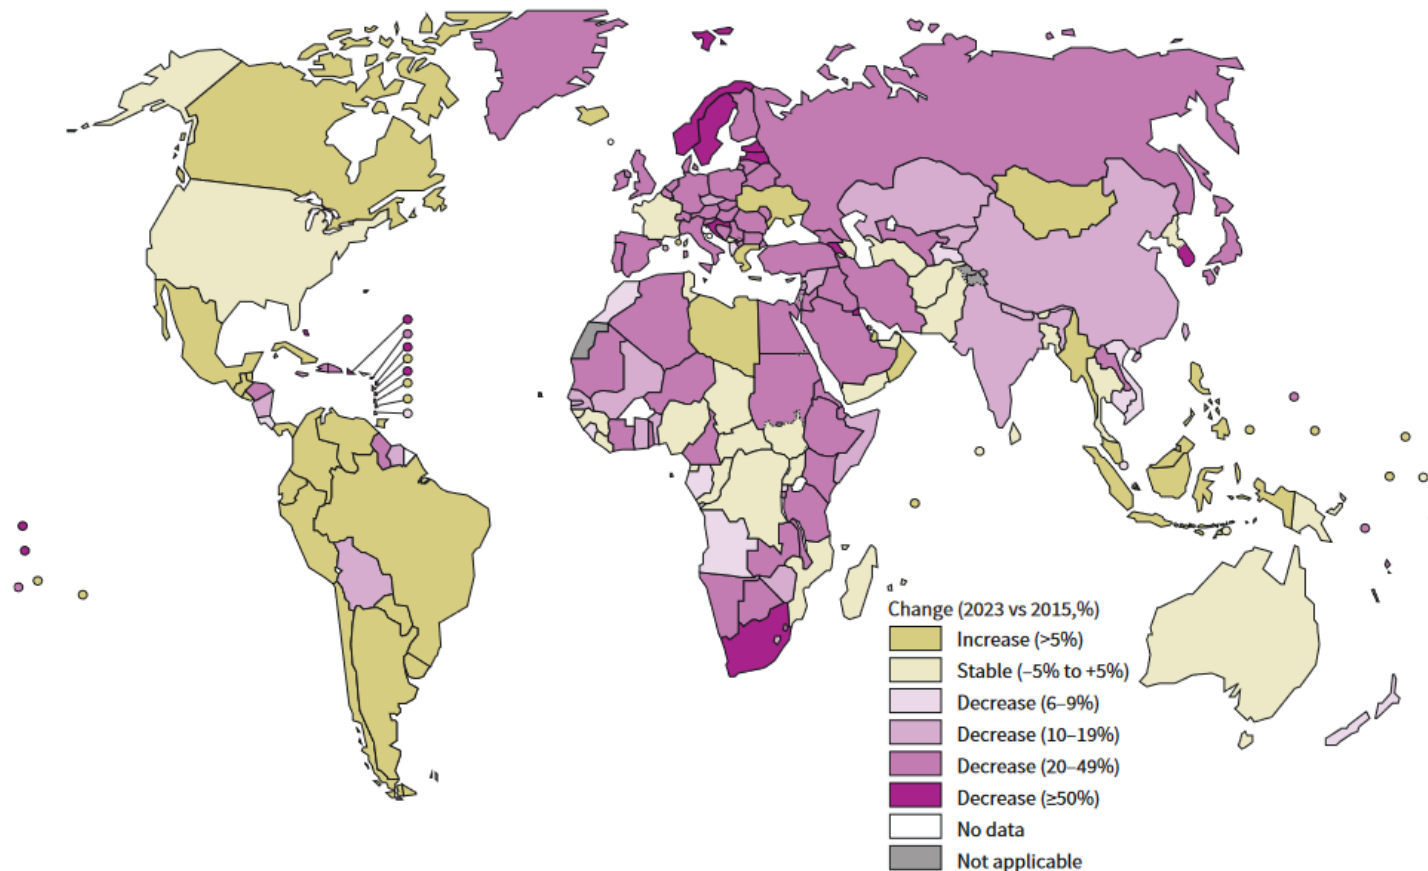 Change (2023 vs 2015,%)
Increase (>5%)
Stable (–5% to +5%)
Decrease (6–9%)
Decrease (10–19%)
Decrease (20–49%)
Decrease (≥50%)
No data
Not applicable